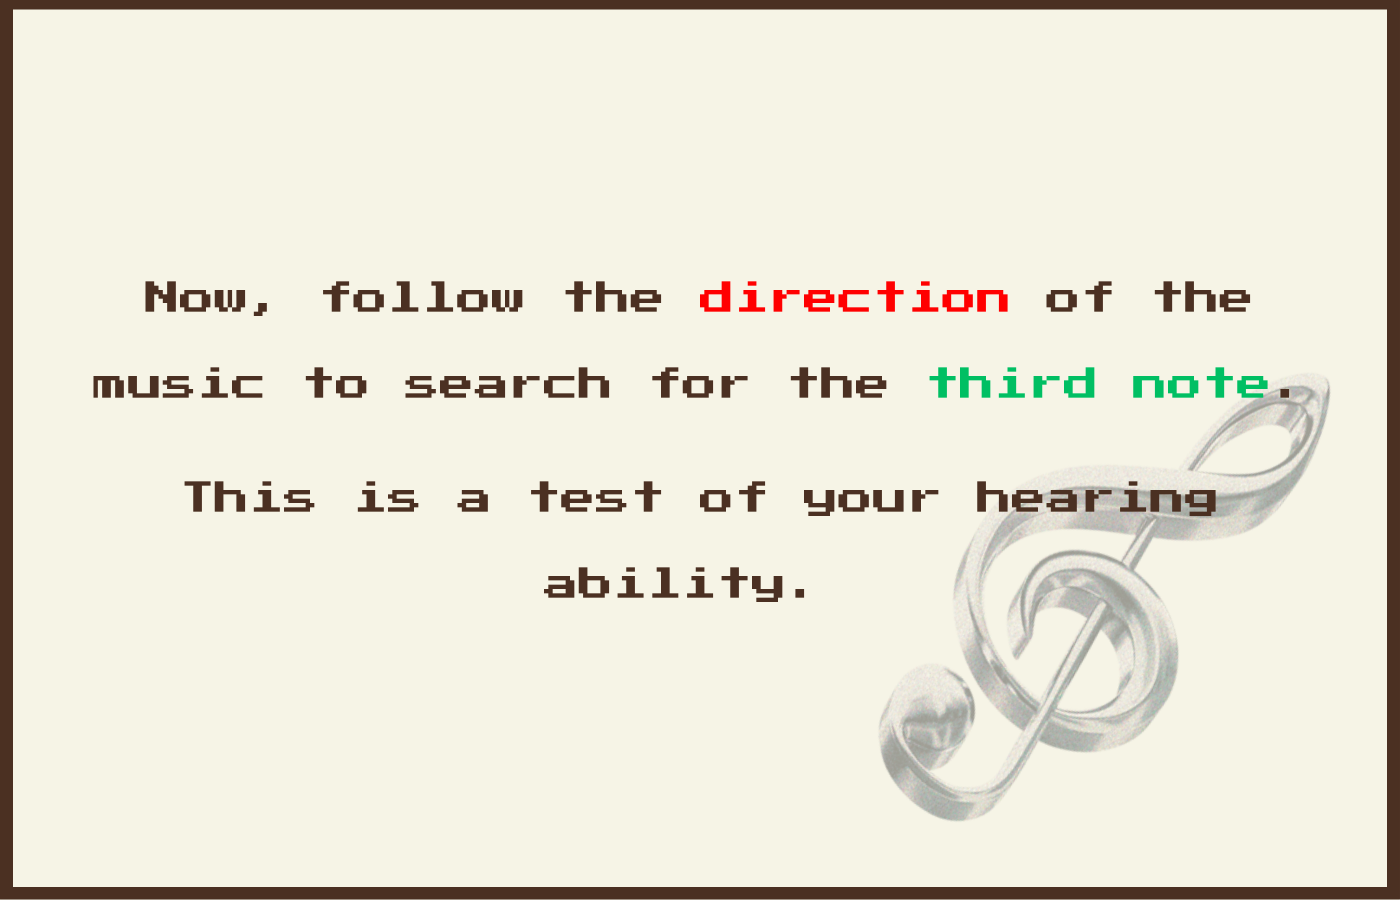 Now, follow the direction of the
music to search for the third note.
This is a test of your hearing
ability.